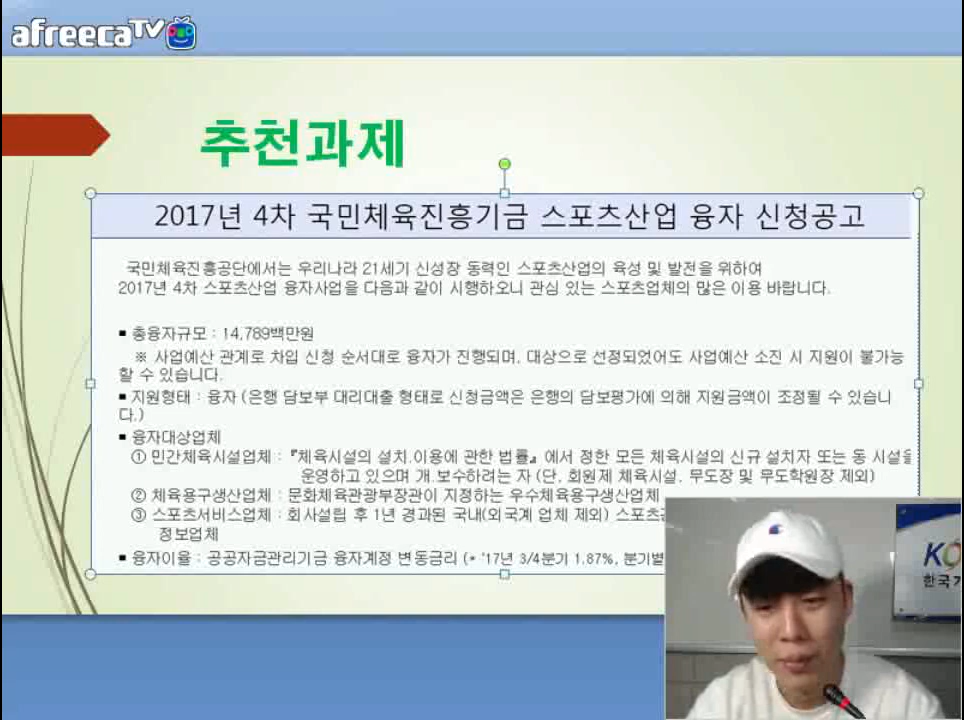 afreecaTV
추천과제
2017년 4차 국민체육진흥기금 스포츠산업 융자 신청공고
국민체육진흥공단에서는 우리나라 21세기 신성장 동력인 스포츠산업의 육성 및 발전을 위하여
2017년 4차 스포츠산업 융자사업을 다음과 같이 시행하오니 관심 있는 스포츠업체의 많은 이용 바랍니다.
■ 총융자규모 : 14,789백만원
※ 사업예산 관계로 차입 신청 순서대로 융자가 진행되며, 대상으로 선정되었어도 사업예산 소진 시 지원이 불가능
할 수 있습니다.
■ 지원형태 : 융자 (은행 담보부 대리대출 형태로 신청금액은 은행의 담보평가에 의해 지원금액이 조정될 수 있습니
다.)
■ 융자대상업체
① 민간체육시설업체 : 『체육시설의 설치.이용에 관한 법률』에서 정한 모든 체육시설의 신규 설치자 또는 동 시설을
운영하고 있으며 개.보수하려는 자 (단, 회원제 체육시설, 무도장 및 무도학원장 제외)
② 체육용구생산업체 : 문화체육관광부장관이 지정하는 우수체육용구생산업체
③ 스포츠서비스업체 : 회사설립 후 1년 경과된 국내(외국계 업체 제외) 스포츠
정보업체
■ 융자이율 : 공공자금관리기금 융자계정 변동금리 (* '17년 3/4분기 1.87%, 분기별
KO
한국